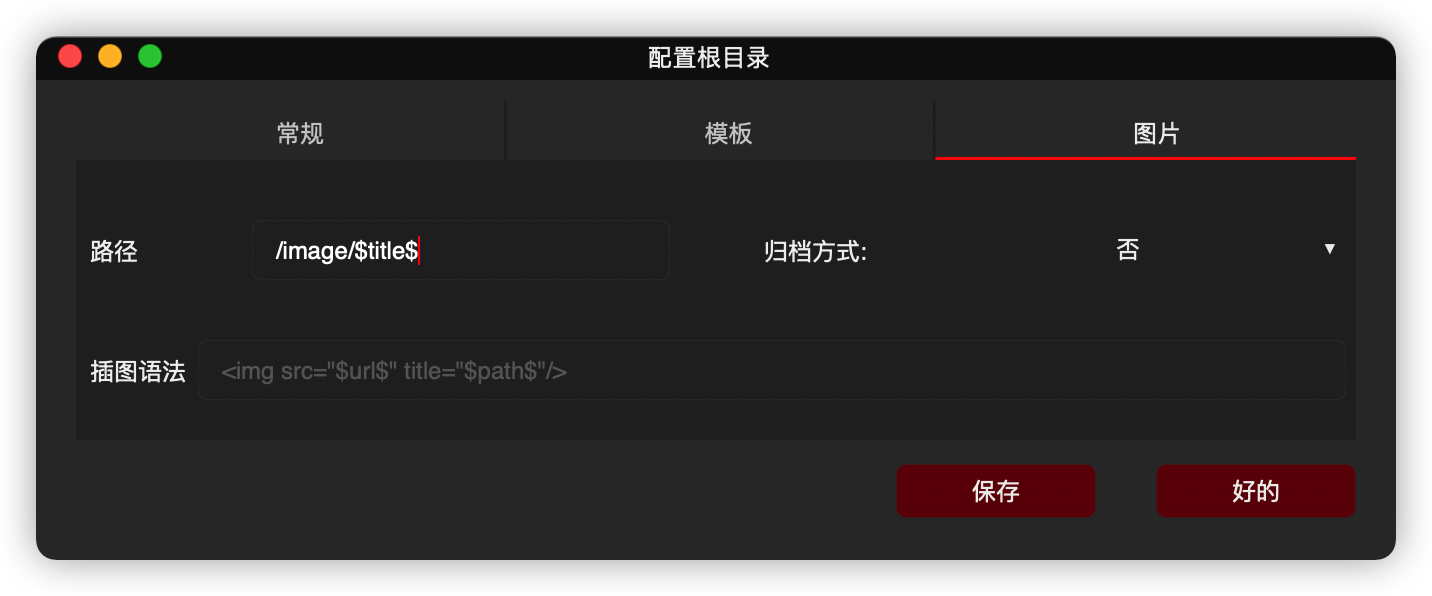 配置根目录
常规 模板 图片
路径 /image/$title$ 归档方式: 否 ▼
插图语法 <img src="$url$" title="$path$"/>
保存 好的